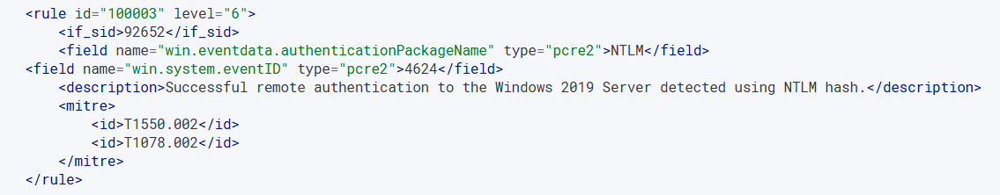 <rule id="100003" level="6">
<if_sid>92652</if_sid>
<field name="win.eventdata.authenticationPackageName" type="pcre2">NTLM</field>
<field name="win.system.eventID" type="pcre2">4624</field>
<description>Successful remote authentication to the Windows 2019 Server detected using NTLM hash.</description>
<mitre>
<id>T1550.002</id>
<id>T1078.002</id>
</mitre>
</rule>